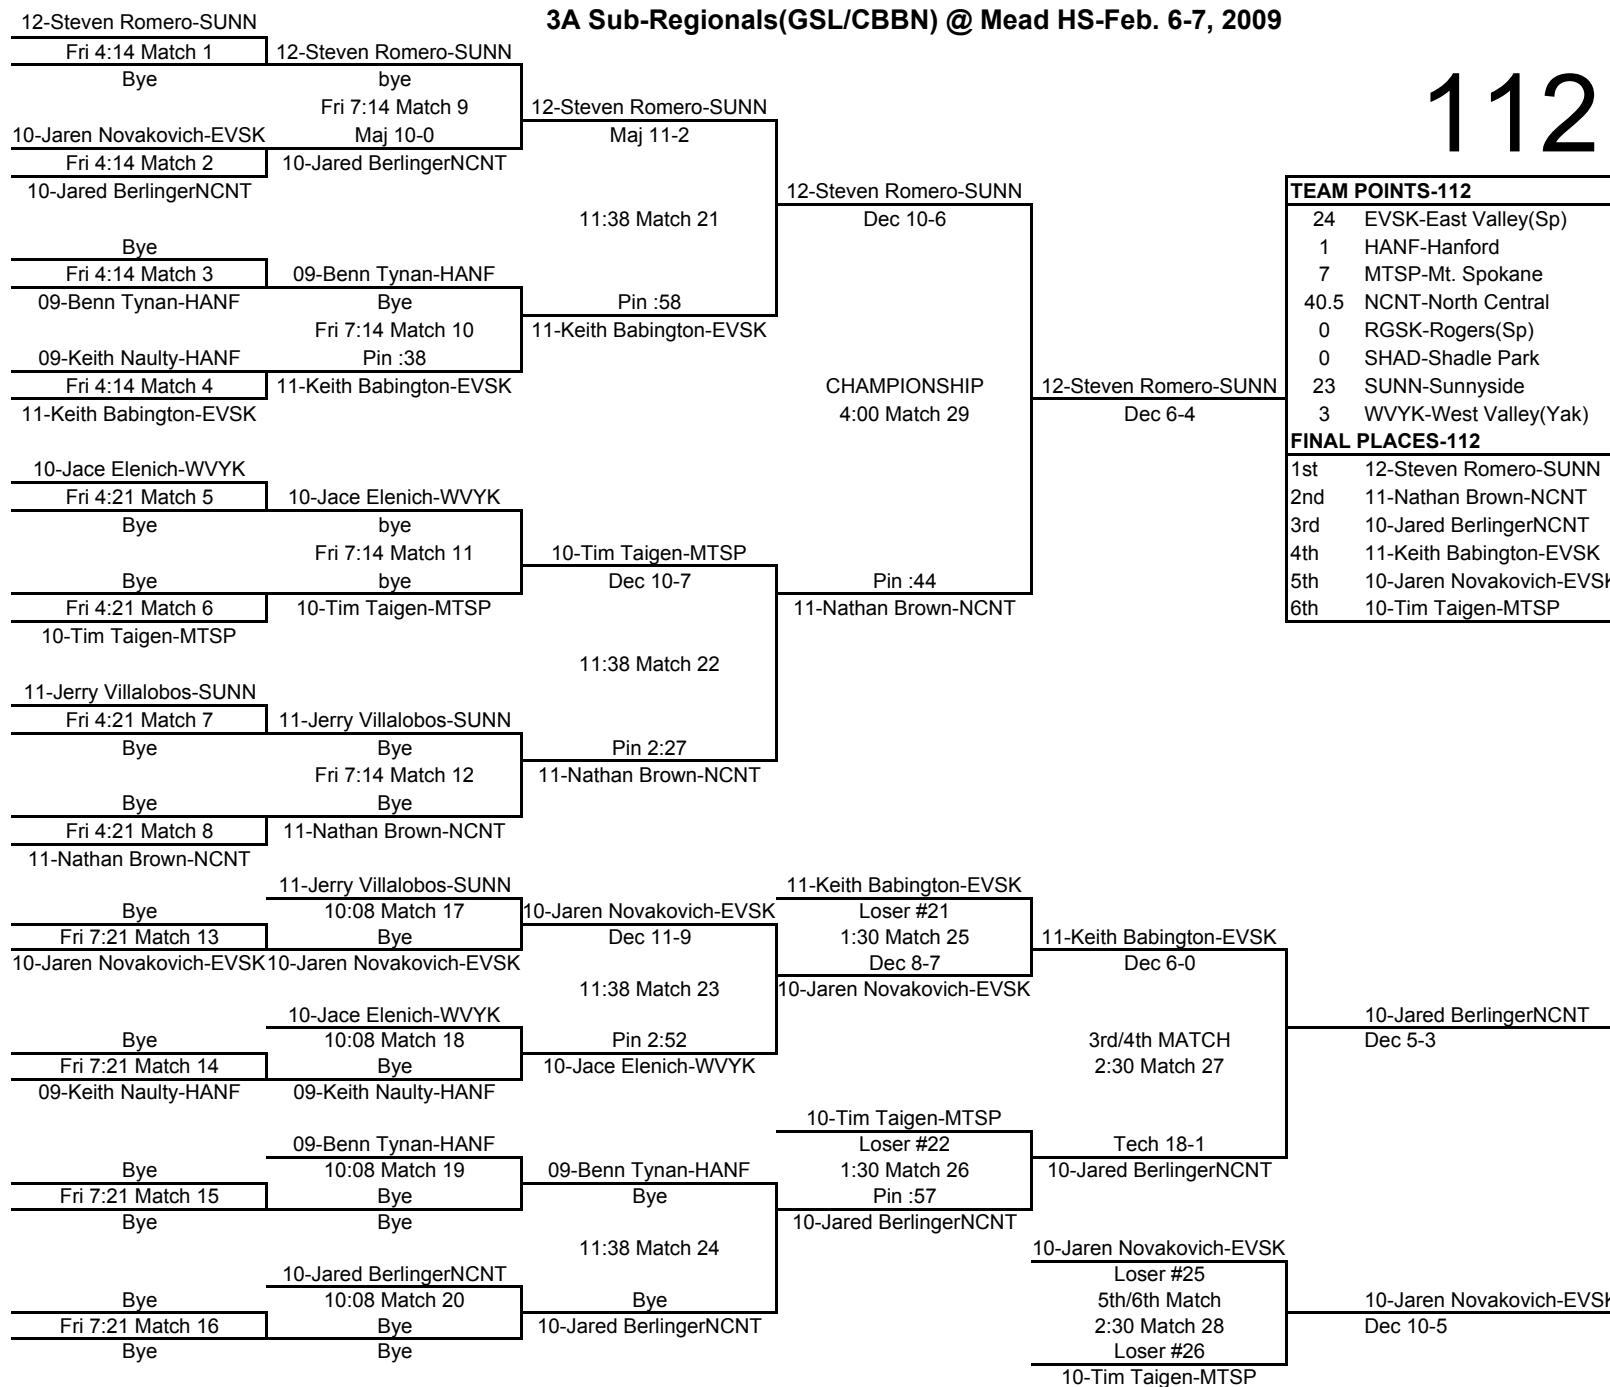 3A Sub-Regionals(GSL/CBBN) @ Mead HS-Feb. 6-7, 2009
112
12-Steven Romero-SUNN
Fri 4:14 Match 1
Bye
10-Jaren Novakovich-EVSK
Fri 4:14 Match 2
10-Jared BerlingerNCNT
Bye
Fri 4:14 Match 3
09-Benn Tynan-HANF
09-Keith Naulty-HANF
Fri 4:14 Match 4
11-Keith Babington-EVSK
10-Jace Elenich-WVYK
Fri 4:21 Match 5
Bye
Bye
Fri 4:21 Match 6
10-Tim Taigen-MTSP
11-Jerry Villalobos-SUNN
Fri 4:21 Match 7
Bye
Bye
Fri 4:21 Match 8
11-Nathan Brown-NCNT
12-Steven Romero-SUNN
bye
Fri 7:14 Match 9
Maj 10-0
10-Jared BerlingerNCNT
09-Benn Tynan-HANF
Bye
Fri 7:14 Match 10
Pin :38
11-Keith Babington-EVSK
10-Jace Elenich-WVYK
bye
Fri 7:14 Match 11
bye
10-Tim Taigen-MTSP
11-Jerry Villalobos-SUNN
Bye
Fri 7:14 Match 12
Bye
11-Nathan Brown-NCNT
12-Steven Romero-SUNN
Maj 11-2
11:38 Match 21
Pin :58
11-Keith Babington-EVSK
10-Tim Taigen-MTSP
Dec 10-7
11:38 Match 22
Pin 2:27
11-Nathan Brown-NCNT
12-Steven Romero-SUNN
Dec 10-6
CHAMPIONSHIP
4:00 Match 29
Pin :44
11-Nathan Brown-NCNT
12-Steven Romero-SUNN
Dec 6-4
TEAM POINTS-112
24 EVSK-East Valley(Sp)
1 HANF-Hanford
7 MTSP-Mt. Spokane
40.5 NCNT-North Central
0 RGSK-Rogers(Sp)
0 SHAD-Shadle Park
23 SUNN-Sunnyside
3 WVYK-West Valley(Yak)
FINAL PLACES-112
1st 12-Steven Romero-SUNN
2nd 11-Nathan Brown-NCNT
3rd 10-Jared BerlingerNCNT
4th 11-Keith Babington-EVSK
5th 10-Jaren Novakovich-EVSK
6th 10-Tim Taigen-MTSP
Bye
Fri 7:21 Match 13
10-Jaren Novakovich-EVSK
Bye
Fri 7:21 Match 14
09-Keith Naulty-HANF
Bye
Fri 7:21 Match 15
Bye
Bye
Fri 7:21 Match 16
Bye
11-Jerry Villalobos-SUNN
10:08 Match 17
Bye
10-Jaren Novakovich-EVSK
10-Jace Elenich-WVYK
10:08 Match 18
Bye
09-Keith Naulty-HANF
09-Benn Tynan-HANF
10:08 Match 19
Bye
Bye
10-Jared BerlingerNCNT
10:08 Match 20
Bye
Bye
10-Jaren Novakovich-EVSK
Dec 11-9
11:38 Match 23
Pin 2:52
10-Jace Elenich-WVYK
09-Benn Tynan-HANF
Bye
11:38 Match 24
Bye
10-Jared BerlingerNCNT
11-Keith Babington-EVSK
Loser #21
1:30 Match 25
Dec 8-7
10-Jaren Novakovich-EVSK
10-Tim Taigen-MTSP
Loser #22
1:30 Match 26
Pin :57
10-Jared BerlingerNCNT
11-Keith Babington-EVSK
Dec 6-0
3rd/4th MATCH
2:30 Match 27
Tech 18-1
10-Jared BerlingerNCNT
10-Jared BerlingerNCNT
Dec 5-3
10-Jaren Novakovich-EVSK
Loser #25
5th/6th Match
2:30 Match 28
Loser #26
10-Tim Taigen-MTSP
10-Jaren Novakovich-EVSK
Dec 10-5